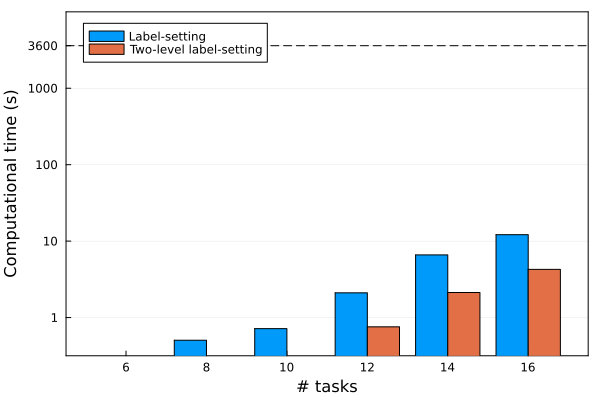 Label-setting
Two-level label-setting
3600
1000
100
10
1
Computational time (s)
6 8 10 12 14 16
# tasks